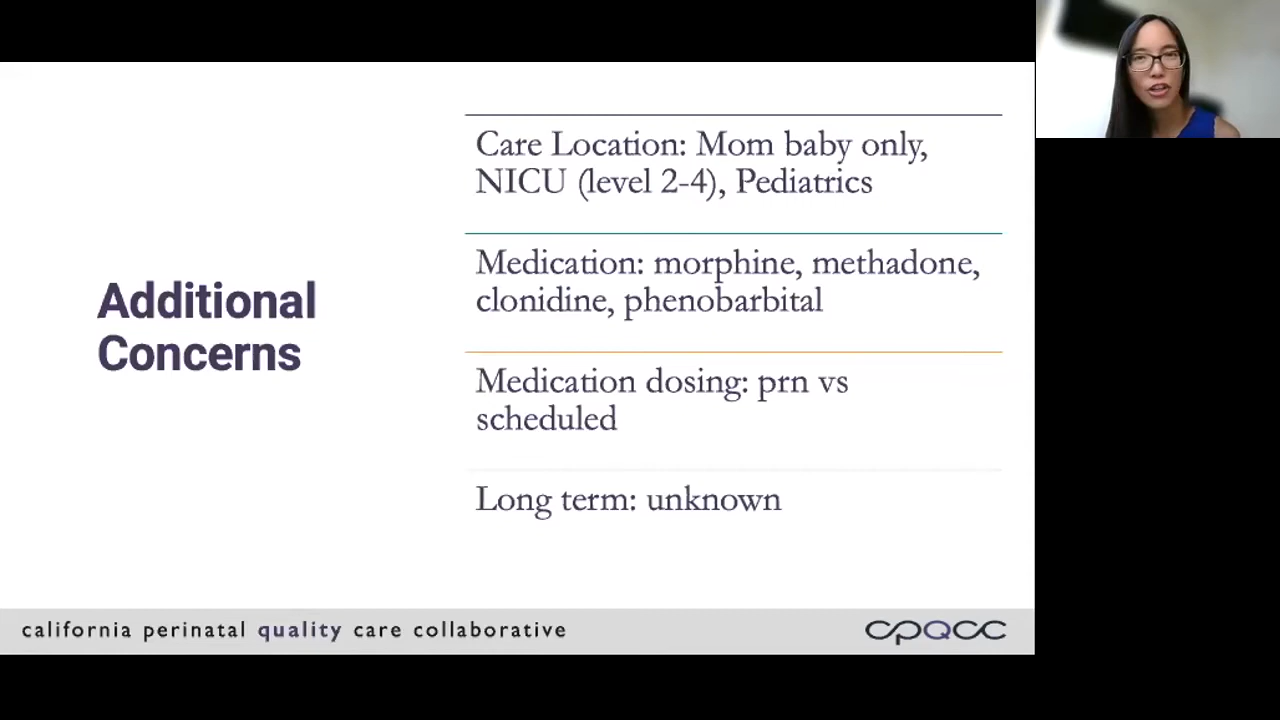 Additional
Concerns
Care Location: Mom baby only,
NICU (level 2-4), Pediatrics
Medication: morphine, methadone,
clonidine, phenobarbital
Medication dosing: prn vs
scheduled
Long term: unknown
california perinatal quality care collaborative
cpqcc